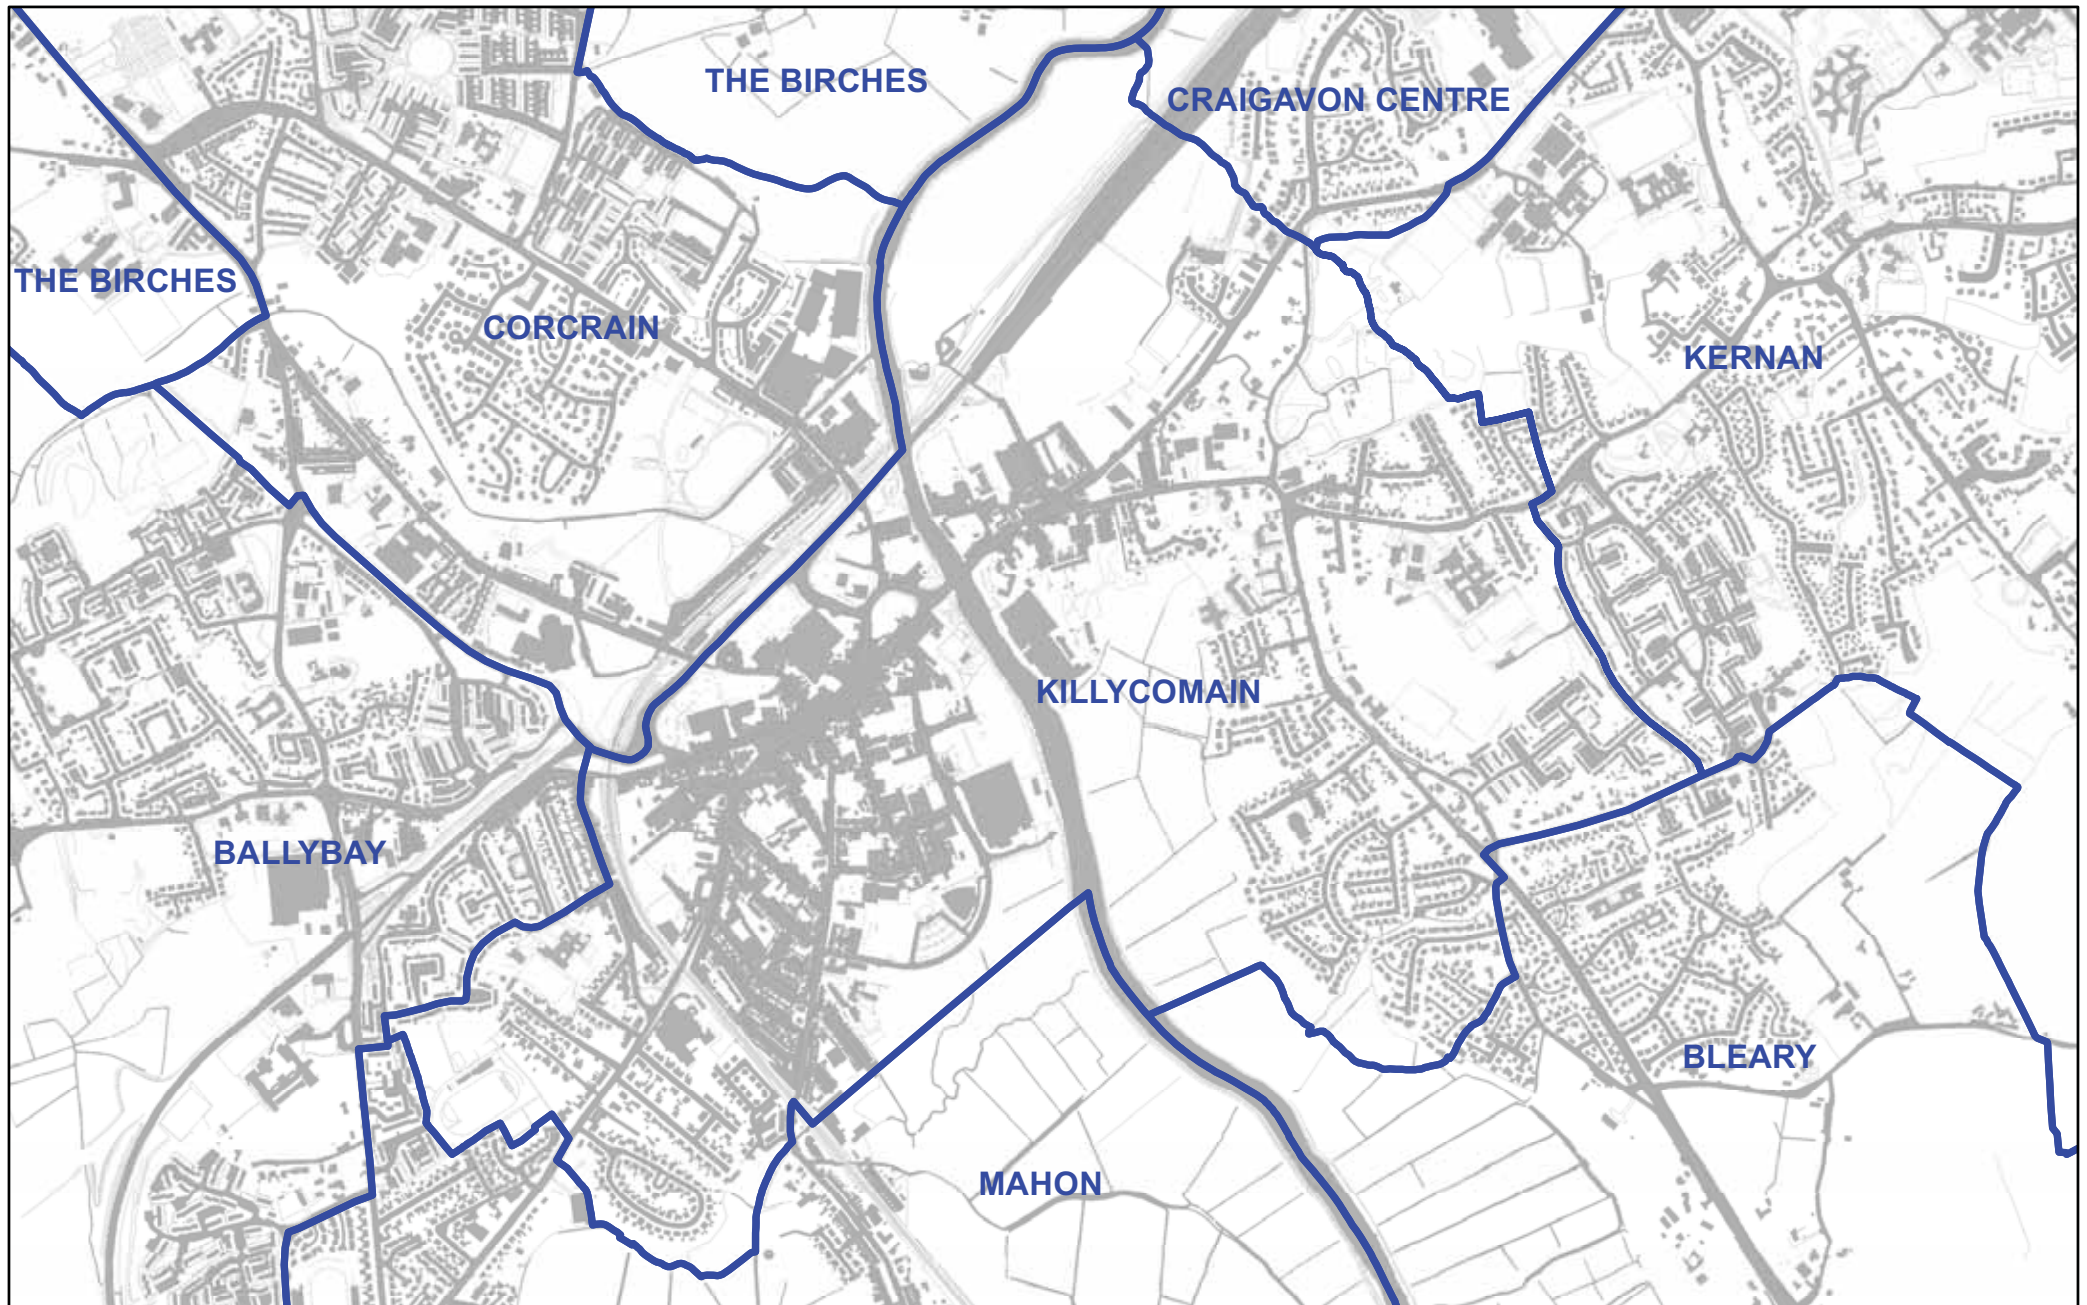 THE BIRCHES
CRAIGAVON CENTRE
THE BIRCHES
CORCRAIN
KERNAN
KILLYCOMAIN
BALLYBAY
BLEARY
MAHON